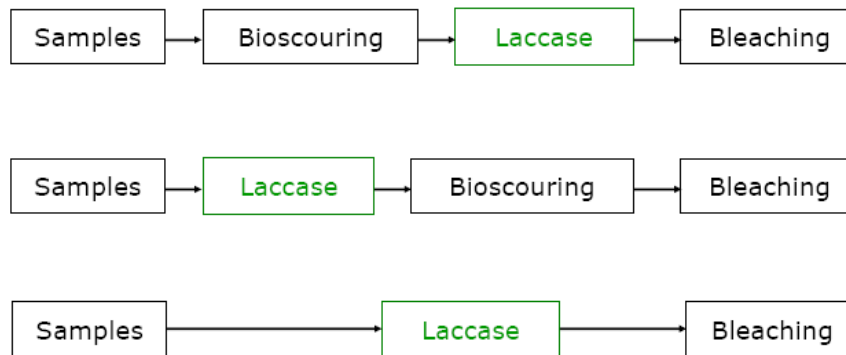 Samples Bioscouring Laccase Bleaching
Samples Laccase Bioscouring Bleaching
Samples Laccase Bleaching